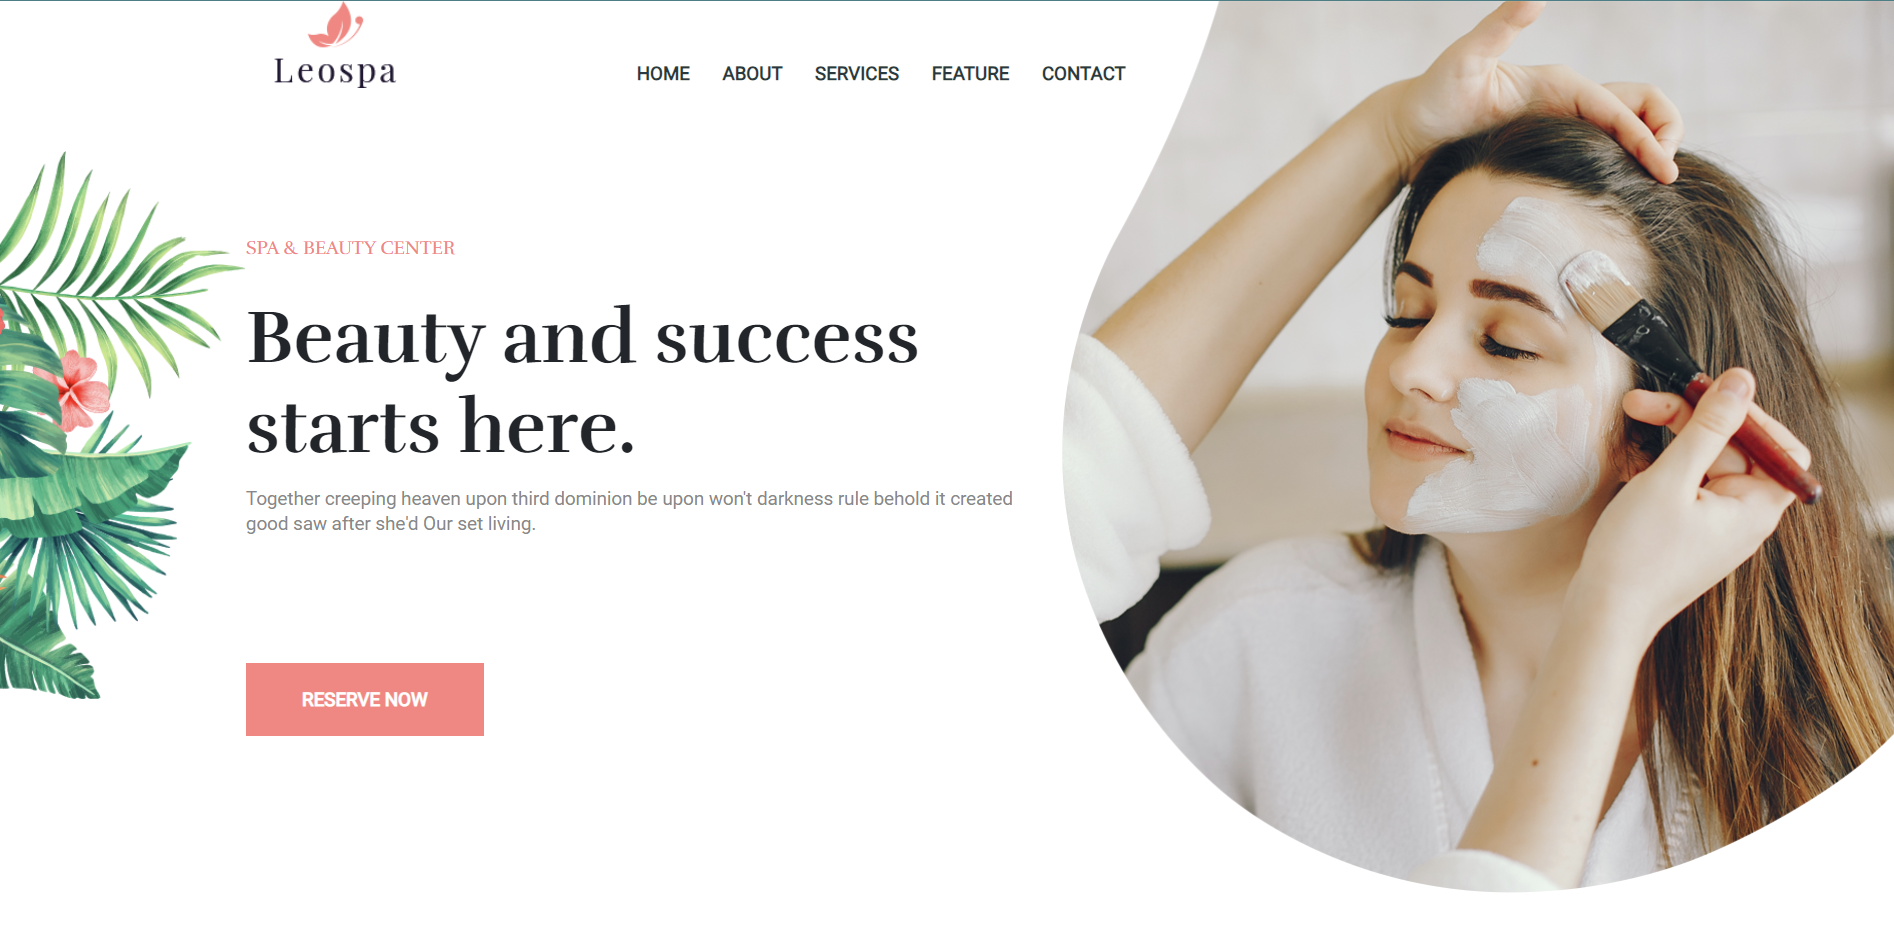 Leospa
HOME ABOUT SERVICES FEATURE CONTACT
SPA & BEAUTY CENTER
Beauty and success
starts here.
Together creeping heaven upon third dominion be upon won't darkness rule behold it created
good saw after she'd Our set living.
RESERVE NOW